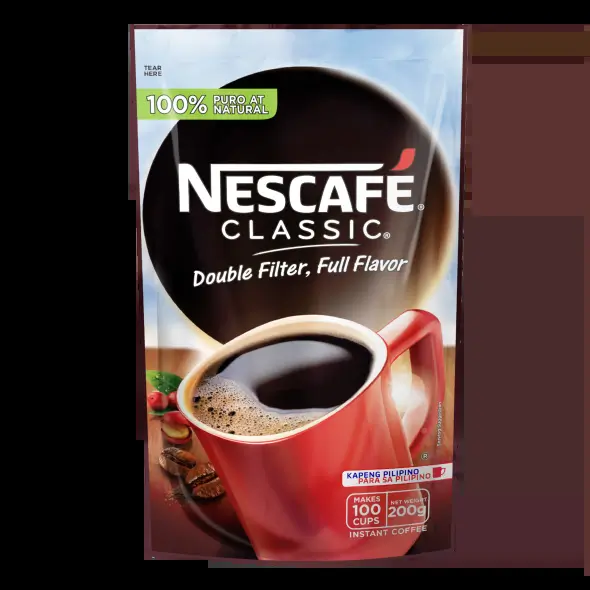 TEAR
HERE
100% PURO AT
NATURAL
NESCAFÉ®
CLASSIC®
Double Filter, Full Flavor
KAPENG PILIPINO
PARA SA PILIPINO
MAKES
100
CUPS
NET WEIGHT
200g
INSTANT COFFEE